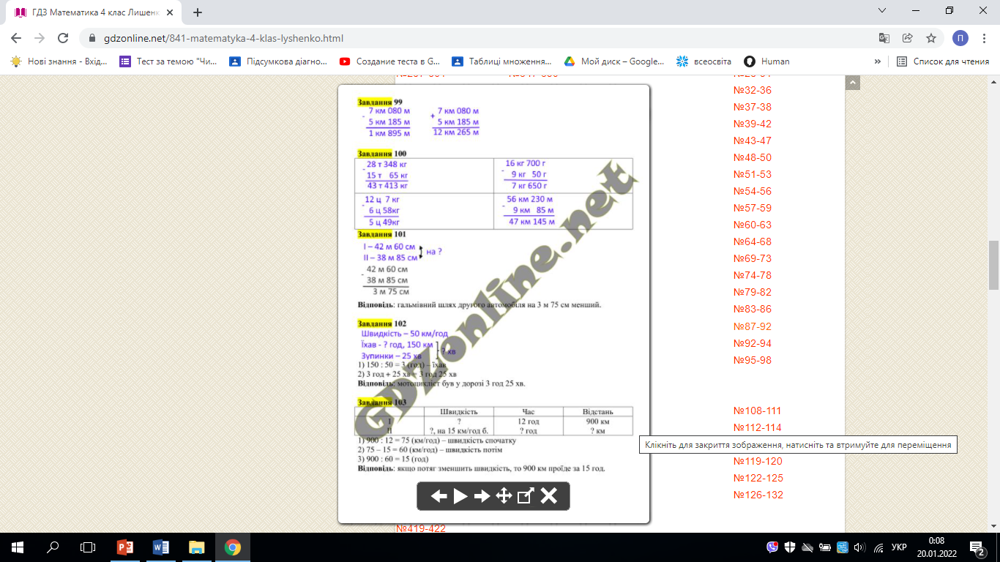 ГДЗ Математика 4 клас Лишенк
gdzonline.net/841-matematyka-4-klas-lyshenko.html
П
Нові знання - Вхід...
Тест за темою "Чи...
Підсумкова діагно...
Создание теста в G...
Таблиці множення...
Мой диск – Google...
всеосвіта
Human
»
Список для чтения
№32-36
№37-38
№39-42
№43-47
№48-50
№51-53
№54-56
№57-59
№60-63
№64-68
№69-73
№74-78
№79-82
№83-86
№87-92
№92-94
№95-98
№108-111
№112-114
№119-120
№122-125
№126-132
Завдання 99
- 7 км 080 м
5 км 185 м
1 км 895 м
+ 7 км 080 м
5 км 185 м
12 км 265 м
Завдання 100
- 28 т 348 кг
15 т 65 кг
43 т 413 кг
- 16 кг 700 г
9 кг 50 г
7 кг 650 г
- 12 ц 7 кг
6 ц 58кг
5 ц 49кг
- 56 км 230 м
9 км 85 м
47 км 145 м
Завдання 101
I – 42 м 60 см
II – 38 м 85 см
на ?
- 42 м 60 см
38 м 85 см
3 м 75 см
Відповідь: гальмівний шлях другого автомобіля на 3 м 75 см менший.
Завдання 102
Швидкість – 50 км/год
Їхав - ? год, 150 км
Зупинки – 25 хв
? хв
1) 150 : 50 = 3 (год) – їхав
2) 3 год + 25 хв = 3 год 25 хв
Відповідь: мотоцикліст був у дорозі 3 год 25 хв.
Завдання 103
Швидкість Час Відстань
I ? 12 год 900 км
II ?, на 15 км/год б. ? год ? км
1) 900 : 12 = 75 (км/год) – швидкість спочатку
2) 75 – 15 = 60 (км/год) – швидкість потім
3) 900 : 60 = 15 (год)
Відповідь: якщо потяг зменшить швидкість, то 900 км проїде за 15 год.
GDZonline.net
Клікніть для закриття зображення, натисніть та втримуйте для переміщення
№419-422
УКР
0:08
20.01.2022
2